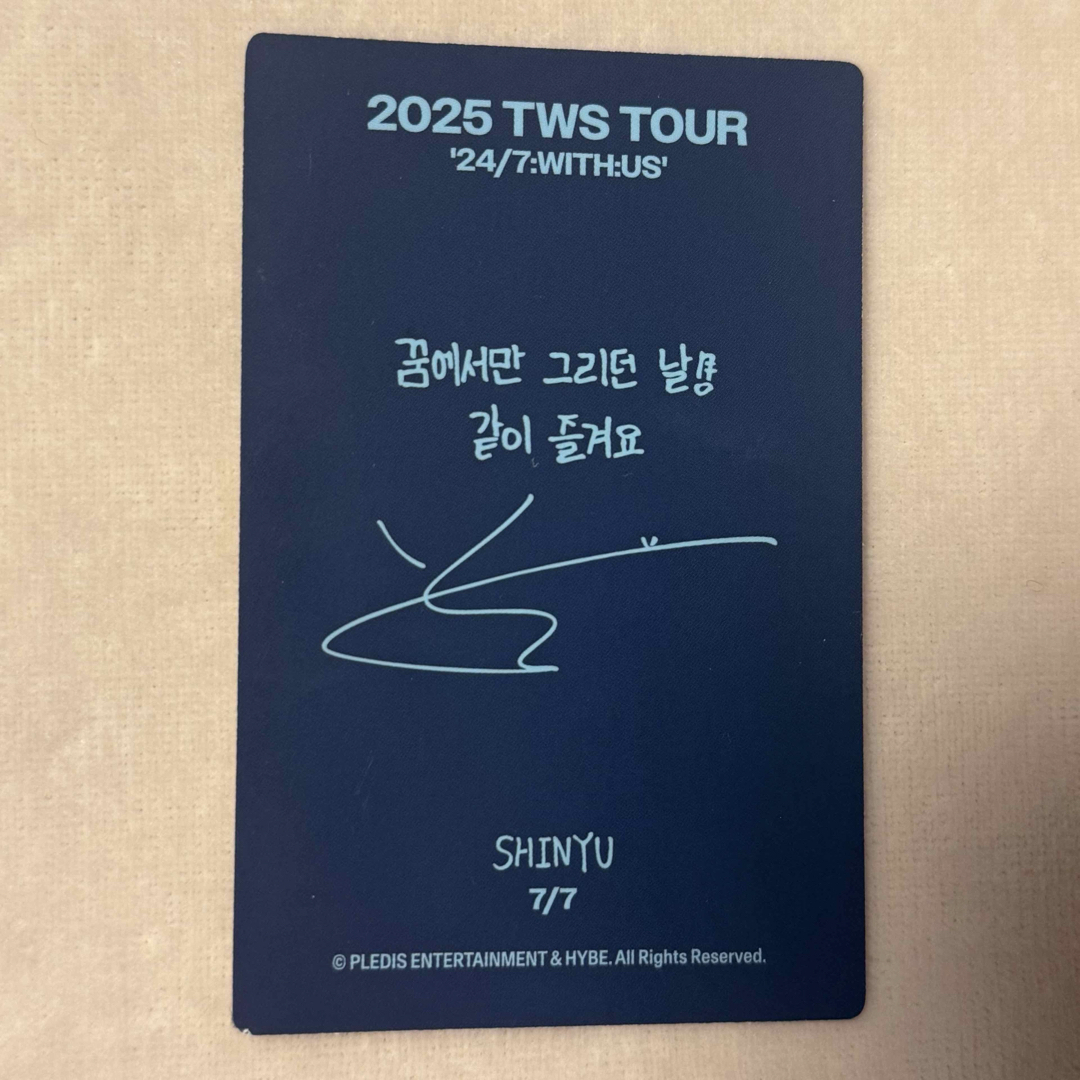 2025 TWS TOUR
'24/7:WITH:US'
꿈에서만 그리던 날
같이 즐겨요
SHINYU
7/7
© PLEDIS ENTERTAINMENT & HYBE. All Rights Reserved.